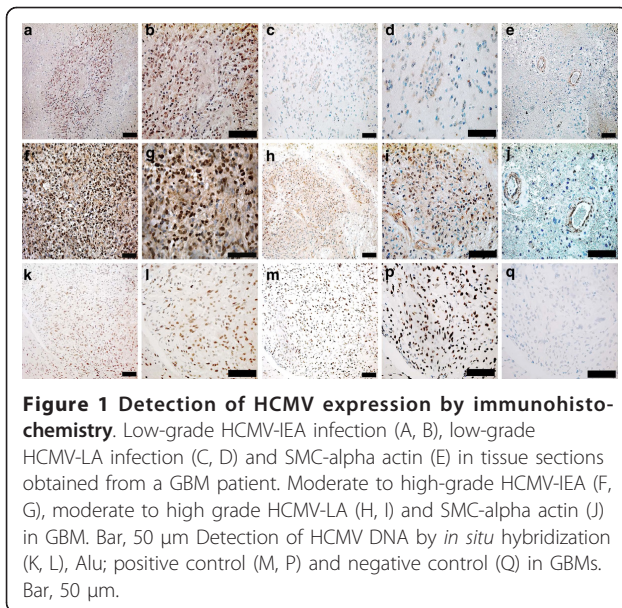 a b c d e
f g h i j
k l m p q
Figure 1 Detection of HCMV expression by immunohisto-
chemistry. Low-grade HCMV-IEA infection (A, B), low-grade
HCMV-LA infection (C, D) and SMC-alpha actin (E) in tissue sections
obtained from a GBM patient. Moderate to high-grade HCMV-IEA (F,
G), moderate to high grade HCMV-LA (H, I) and SMC-alpha actin (J)
in GBM. Bar, 50 μm Detection of HCMV DNA by in situ hybridization
(K, L), Alu; positive control (M, P) and negative control (Q) in GBMs.
Bar, 50 μm.